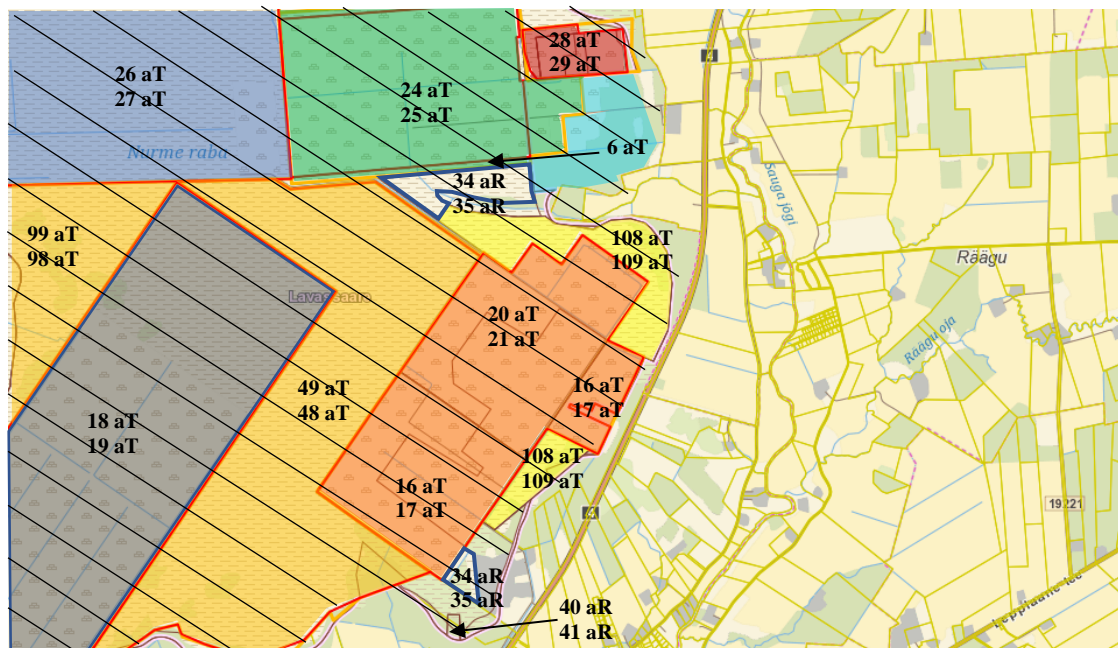 28 aT
29 aT
4
26 aT
27 aT
24 aT
25 aT
Nurme raba
6 aT
34 aR
35 aR
Sauga jõgi
99 aT
98 aT
108 aT
109 aT
Räägu
Lavassaare
20 aT
21 aT
Räägu oja
49 aT
48 aT
16 aT
17 aT
18 aT
19 aT
108 aT
109 aT
16 aT
17 aT
19221
4
34 aR
35 aR
40 aR
41 aR
Lepplaane tee